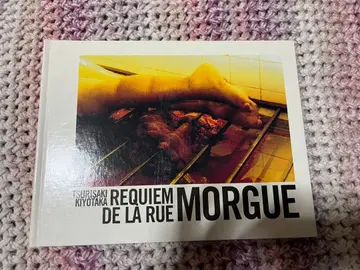 TSURISAKI
KIYOTAKA
REQUIEM
DE LA RUE
MORGUE